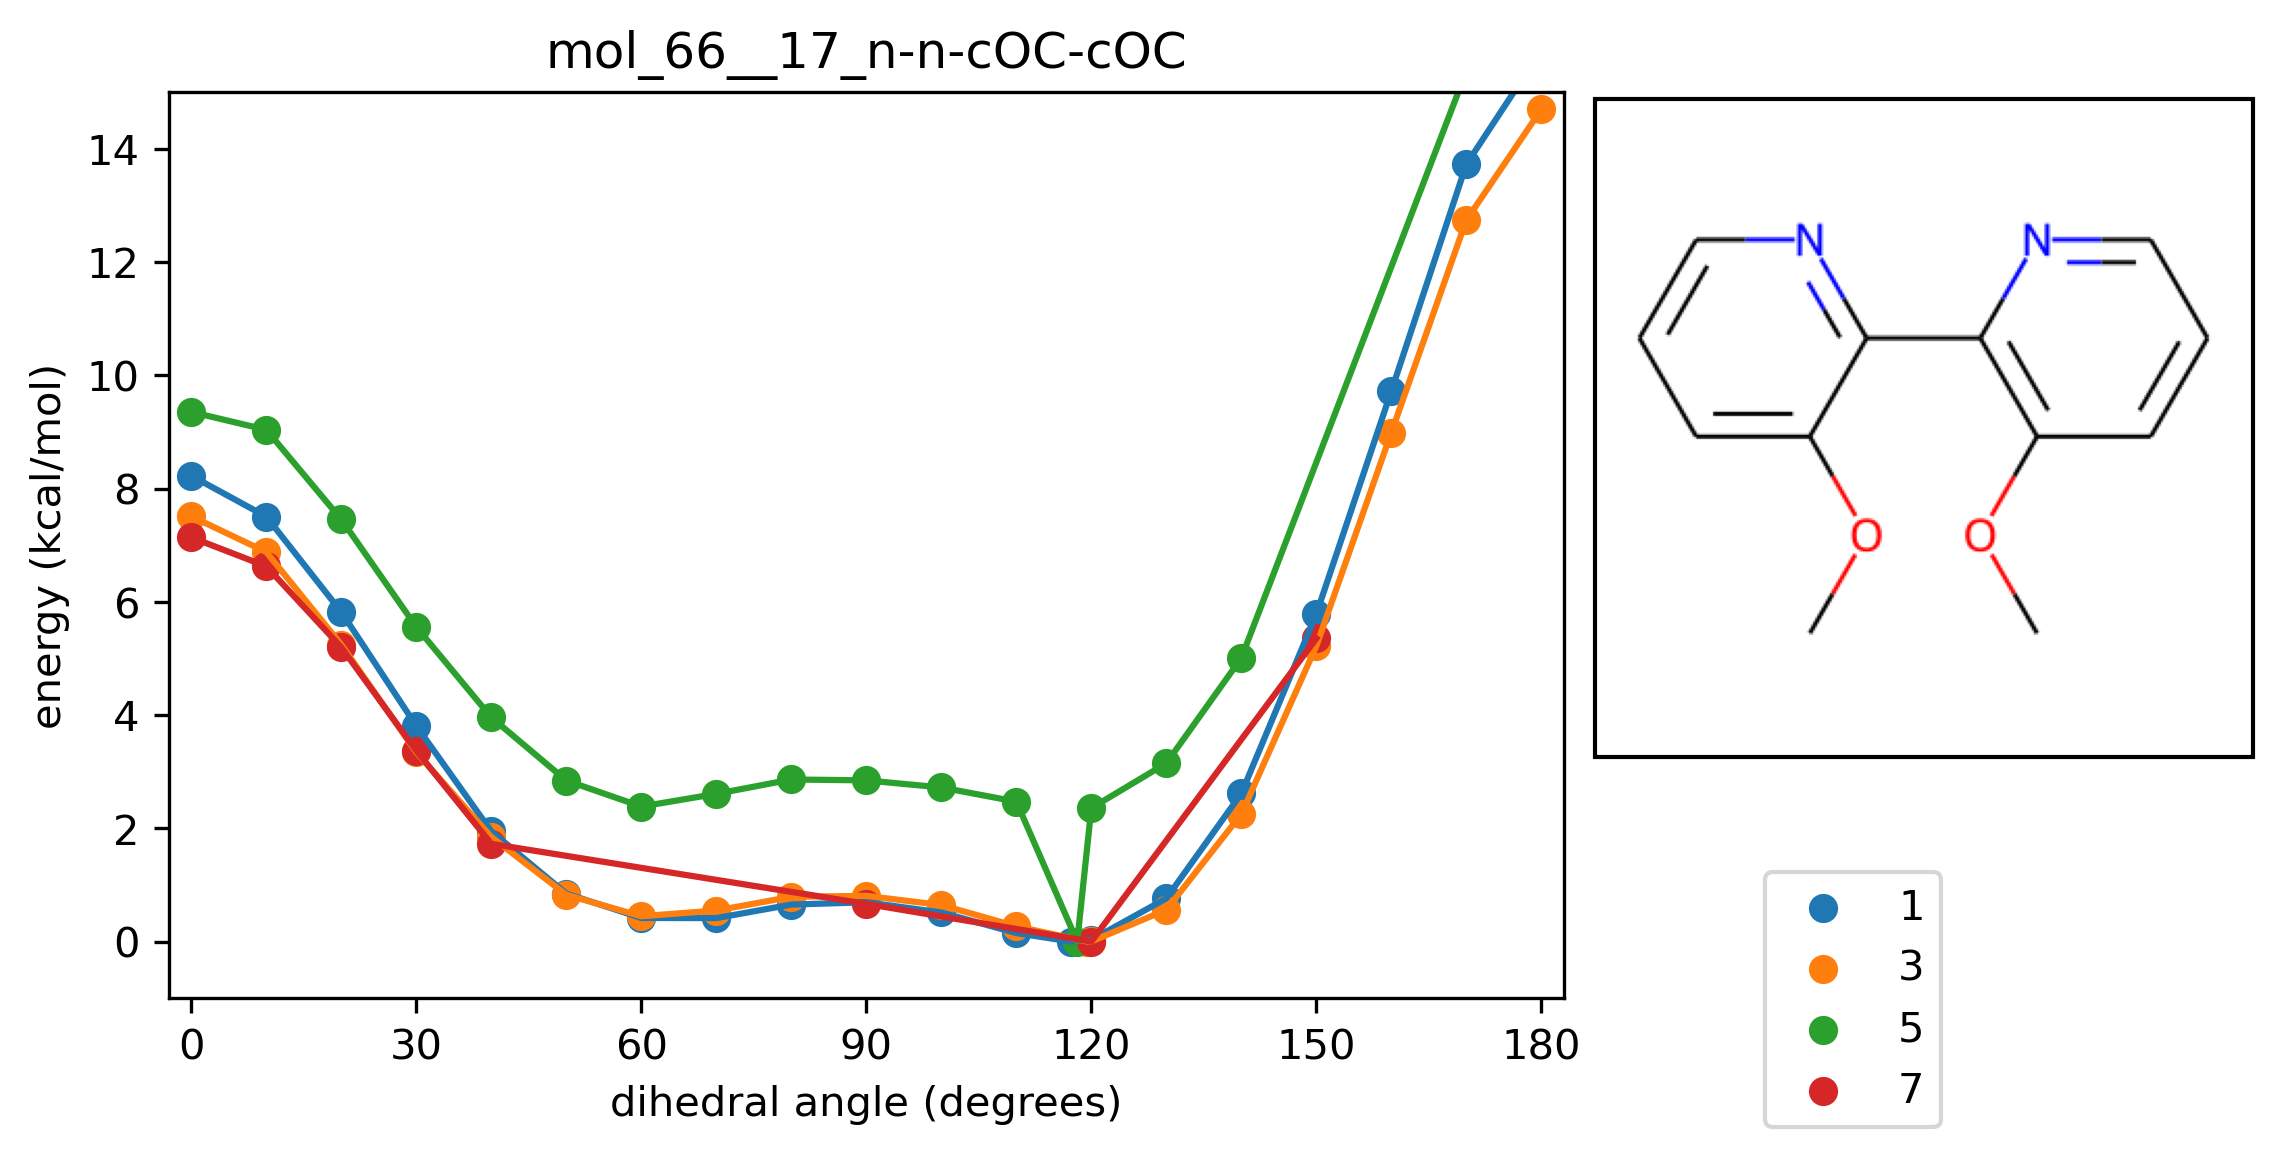 mol_66__17_n-n-cOC-cOC
energy (kcal/mol)
14
12
10
8
6
4
2
0
0 30 60 90 120 150 180
dihedral angle (degrees)
N N
O O
1
3
5
7